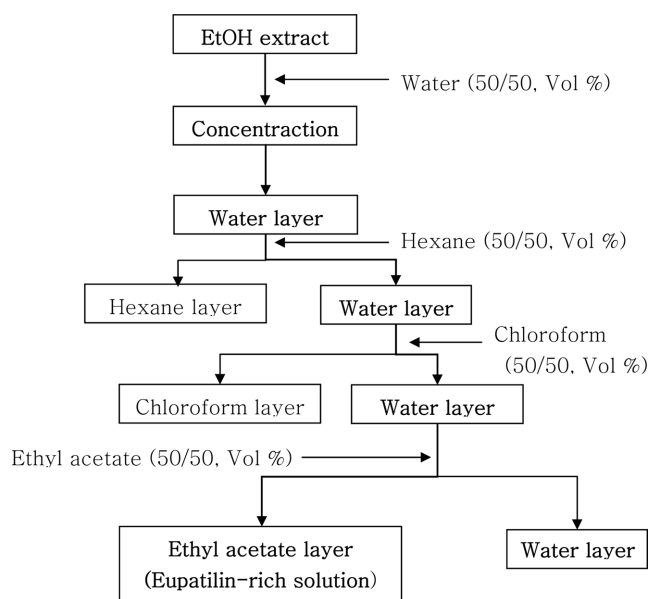 EtOH extract
Water (50/50, Vol %)
Concentraction
Water layer
Hexane (50/50, Vol %)
Hexane layer
Water layer
Chloroform
(50/50, Vol %)
Chloroform layer
Water layer
Ethyl acetate (50/50, Vol %)
Ethyl acetate layer
(Eupatilin-rich solution)
Water layer